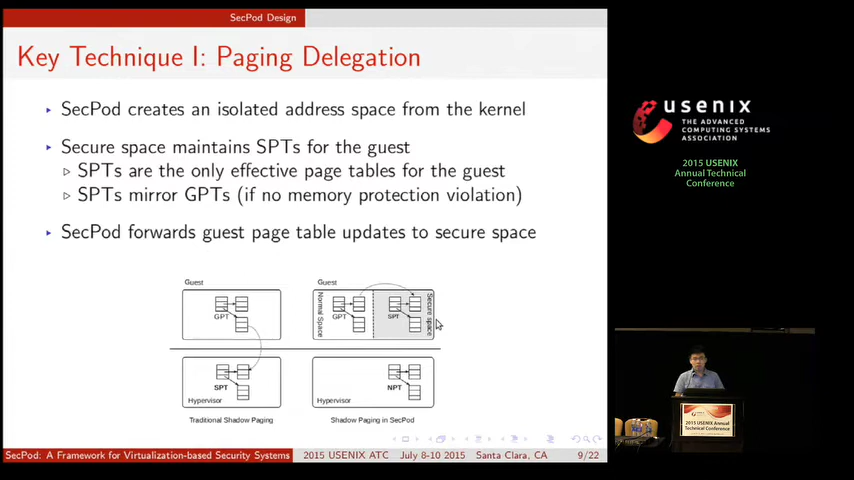 SecPod Design
Key Technique I: Paging Delegation
SecPod creates an isolated address space from the kernel
Secure space maintains SPTs for the guest
SPTs are the only effective page tables for the guest
SPTs mirror GPTs (if no memory protection violation)
SecPod forwards guest page table updates to secure space
Guest
GPT
SPT
Hypervisor
Traditional Shadow Paging
Guest
Normal Space
GPT
SPT
Secure space
NPT
Hypervisor
Shadow Paging in SecPod
SecPod: A Framework for Virtualization-based Security Systems
2015 USENIX ATC July 8-10 2015 Santa Clara, CA
9/22
usenix
THE ADVANCED
COMPUTING SYSTEMS
ASSOCIATION
2015 USENIX
Annual Technical
Conference
2015 USENIX Annual
Technical Conference